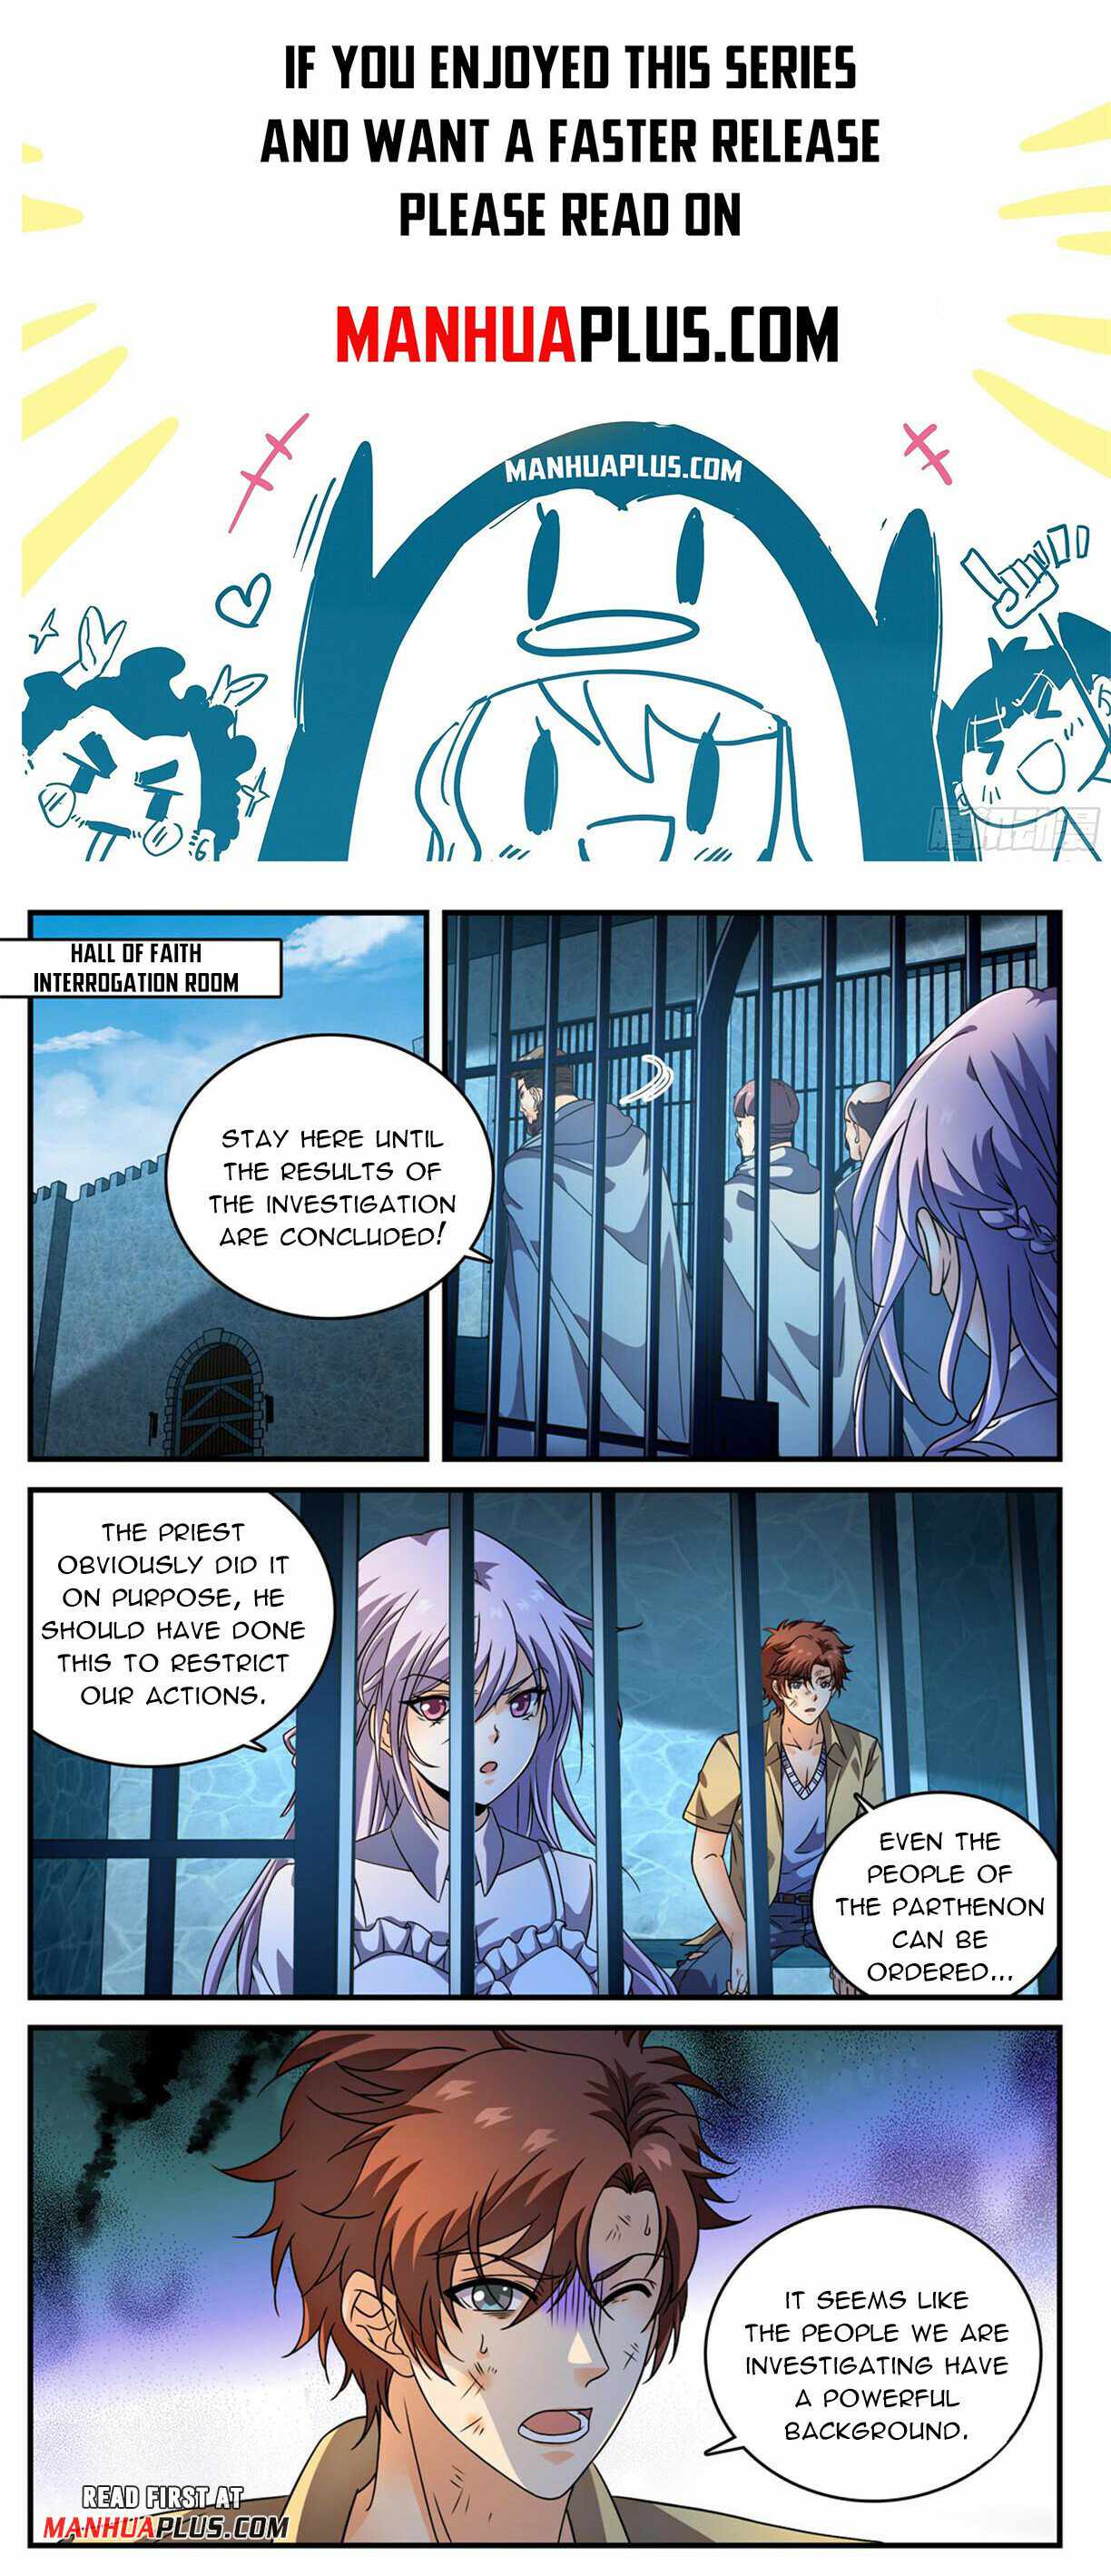 IF YOU ENJOYED THIS SERIES
AND WANT A FASTER RELEASE
PLEASE READ ON
MANHUAPLUS.COM
MANHUAPLUS.COM
HALL OF FAITH
INTERROGATION ROOM
STAY HERE UNTIL
THE RESULTS OF
THE INVESTIGATION
ARE CONCLUDED!
THE PRIEST
OBVIOUSLY DID IT
ON PURPOSE, HE
SHOULD HAVE DONE
THIS TO RESTRICT
OUR ACTIONS.
EVEN THE
PEOPLE OF
THE PARTHENON
CAN BE
ORDERED...
IT SEEMS LIKE
THE PEOPLE WE ARE
INVESTIGATING HAVE
A POWERFUL
BACKGROUND.
READ FIRST AT
MANHUAPLUS.COM